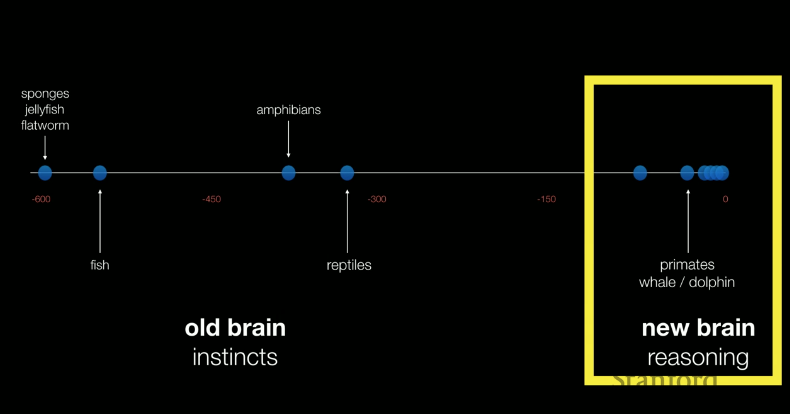 sponges
jellyfish
flatworm
amphibians
-600
-450
-300
-150
0
fish
reptiles
primates
whale / dolphin
old brain
instincts
new brain
reasoning
Stanford